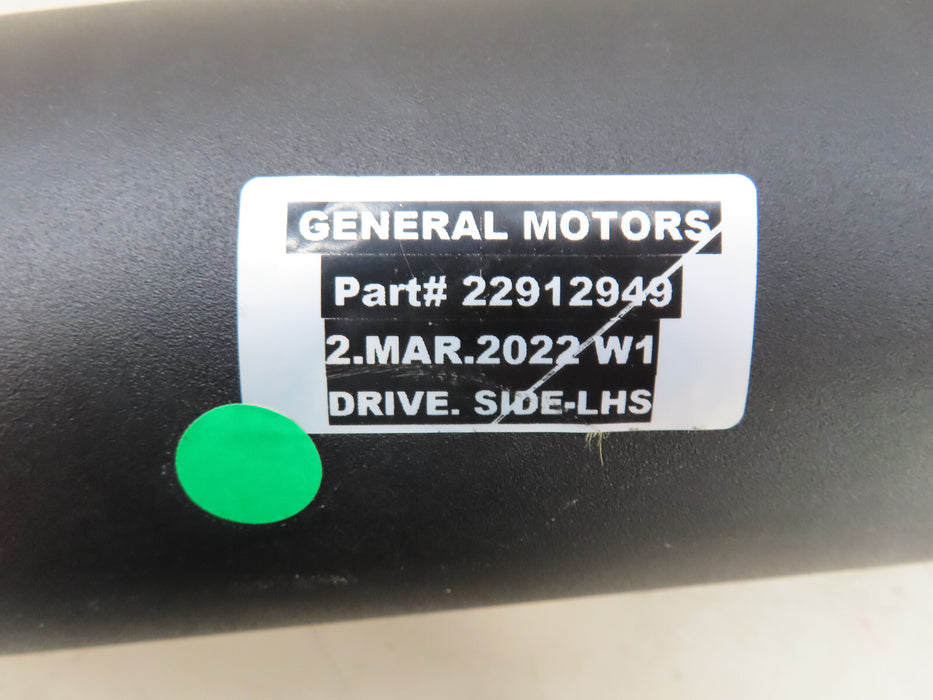 GENERAL MOTORS
Part# 22912949
2.MAR.2022 W1
DRIVE. SIDE-LHS